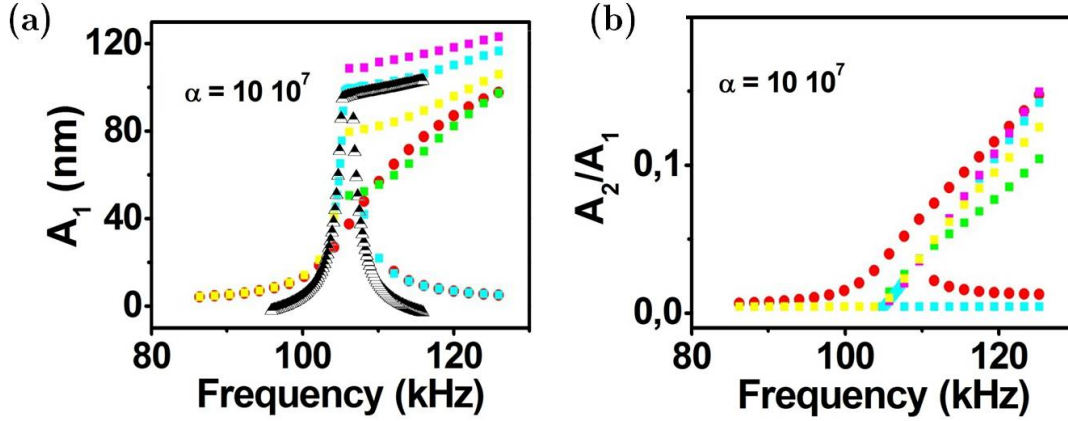 (a)
A₁ (nm)
120
80
40
0
α = 10 10⁷
80 100 120
Frequency (kHz)
(b)
A₂/A₁
0,1
0,0
α = 10 10⁷
80 100 120
Frequency (kHz)